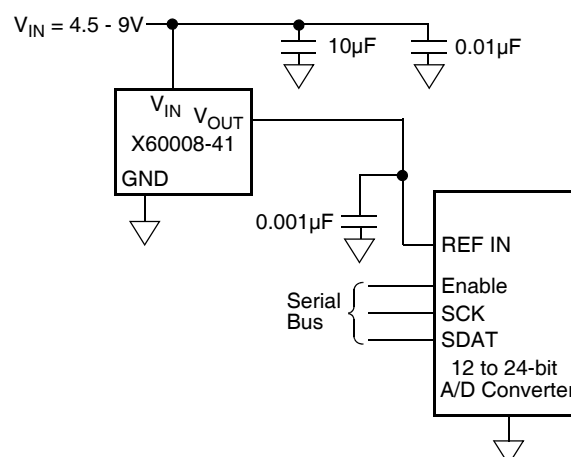 V_IN = 4.5 - 9V
10µF
0.01µF
V_IN
V_OUT
X60008-41
GND
0.001µF
REF IN
Serial
Bus
Enable
SCK
SDAT
12 to 24-bit
A/D Converter